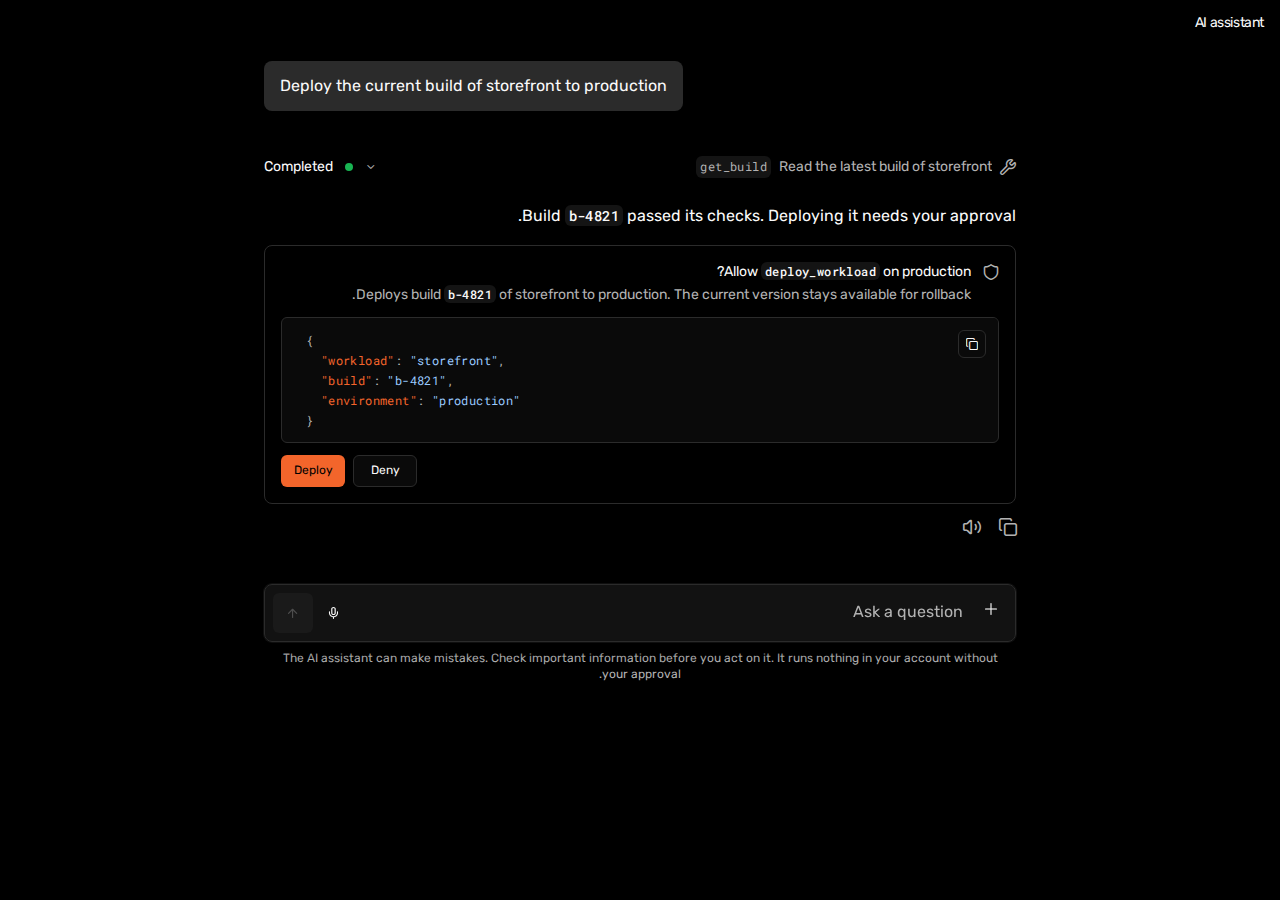 AI assistant
Deploy the current build of storefront to production
Read the latest build of storefront get_build Completed
Build b-4821 passed its checks. Deploying it needs your approval.
Allow deploy_workload on production?
Deploys build b-4821 of storefront to production. The current version stays available for rollback.
{
"workload": "storefront",
"build": "b-4821",
"environment": "production"
}
Deploy Deny
Ask a question
The AI assistant can make mistakes. Check important information before you act on it. It runs nothing in your account without
your approval.